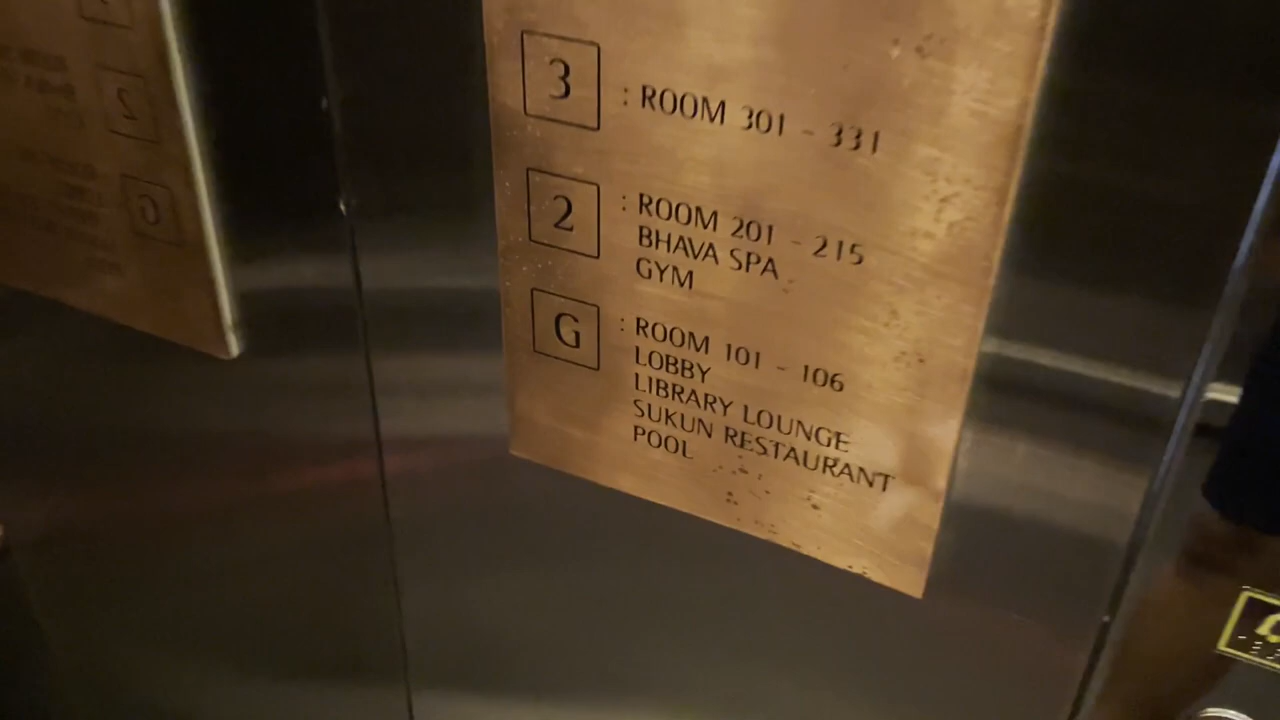 3 : ROOM 301 - 331
2 : ROOM 201 - 215
BHAVA SPA
GYM
G : ROOM 101 - 106
LOBBY
LIBRARY LOUNGE
SUKUN RESTAURANT
POOL